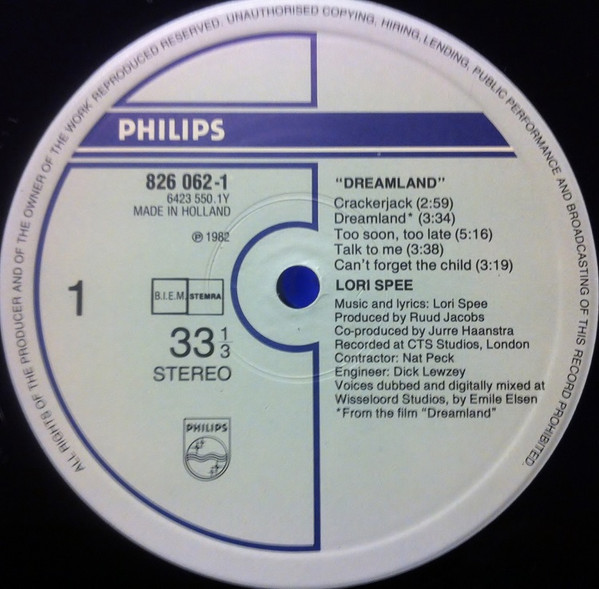 ALL RIGHTS OF THE PRODUCER AND OF THE OWNER OF THE WORK REPRODUCED RESERVED. UNAUTHORISED COPYING, HIRING, LENDING, PUBLIC PERFORMANCE AND BROADCASTING OF THIS RECORD PROHIBITED.
PHILIPS
826 062-1
6423 550.1Y
MADE IN HOLLAND
℗ 1982
1
B.I.E.M. STEMRA
33 1/3
STEREO
PHILIPS
"DREAMLAND"
Crackerjack (2:59)
Dreamland* (3:34)
Too soon, too late (5:16)
Talk to me (3:38)
Can't forget the child (3:19)
LORI SPEE
Music and lyrics: Lori Spee
Produced by Ruud Jacobs
Co-produced by Jurre Haanstra
Recorded at CTS Studios, London
Contractor: Nat Peck
Engineer: Dick Lewzey
Voices dubbed and digitally mixed at
Wisseloord Studios, by Emile Elsen
*From the film "Dreamland"